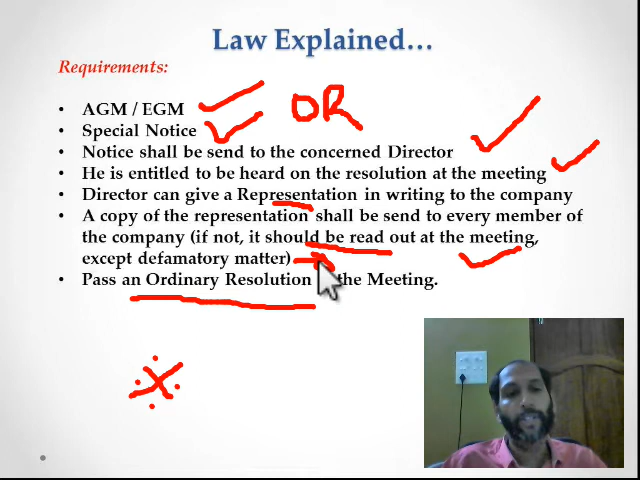 Law Explained…
Requirements:
• AGM / EGM
OR
• Special Notice
• Notice shall be send to the concerned Director
• He is entitled to be heard on the resolution at the meeting
• Director can give a Representation in writing to the company
• A copy of the representation shall be send to every member of
the company (if not, it should be read out at the meeting,
except defamatory matter)
• Pass an Ordinary Resolution the Meeting.